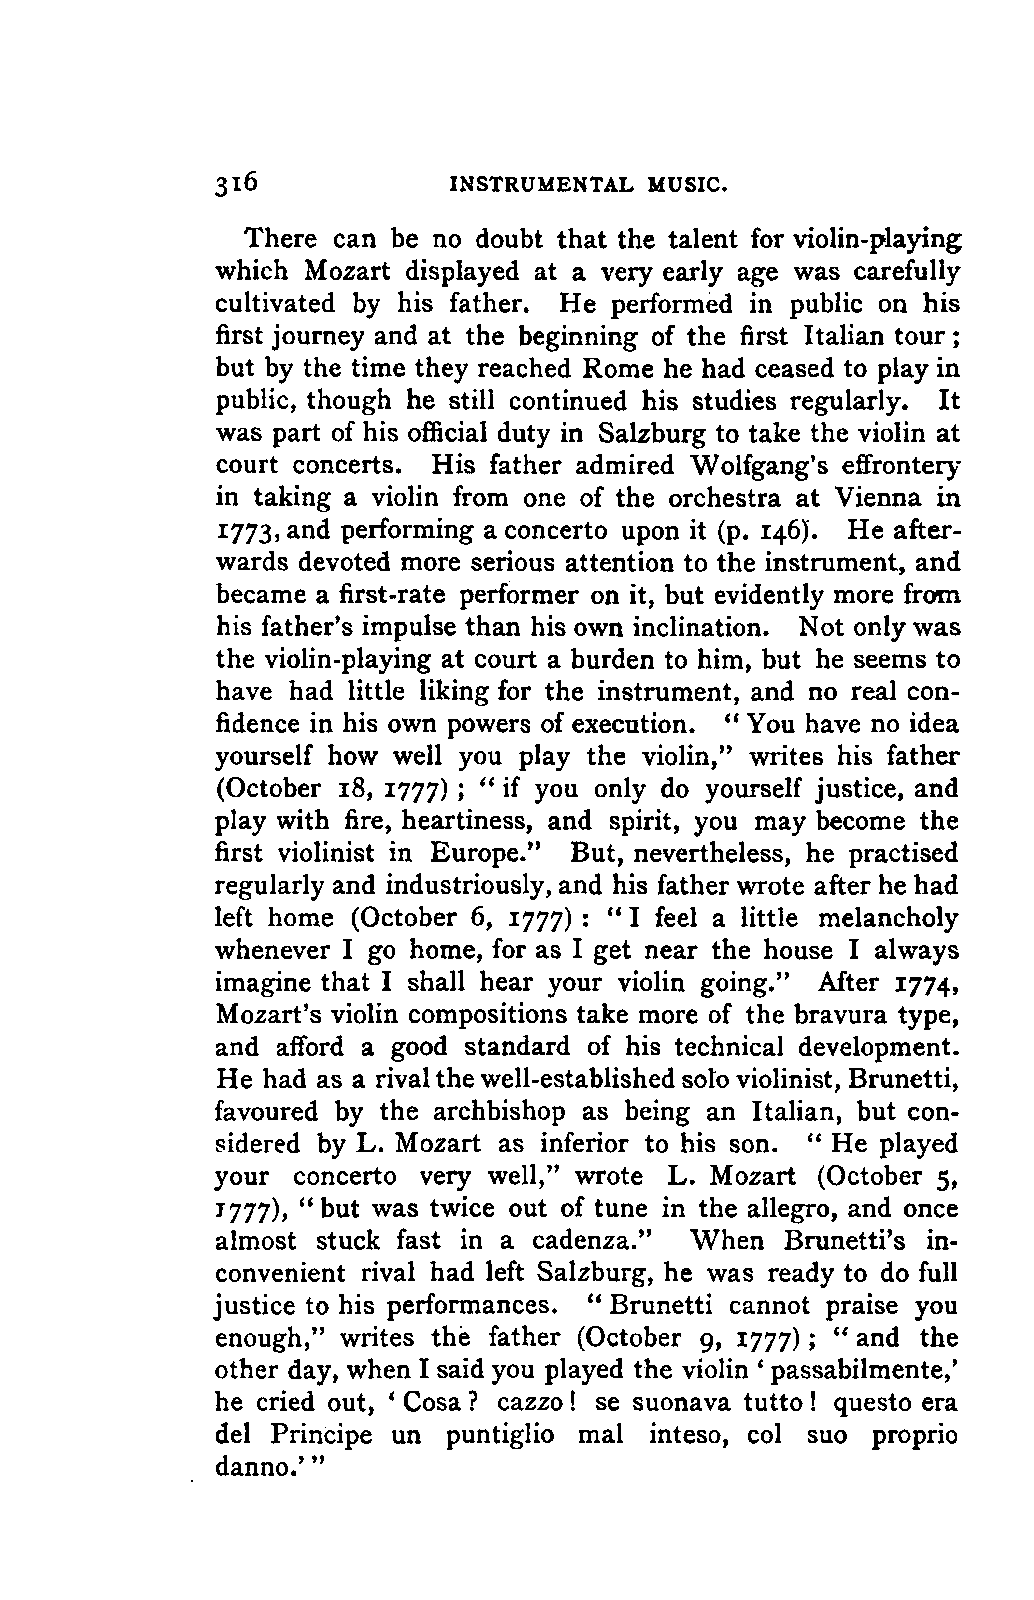 316 INSTRUMENTAL MUSIC.
There can be no doubt that the talent for violin-playing
which Mozart displayed at a very early age was carefully
cultivated by his father. He performed in public on his
first journey and at the beginning of the first Italian tour;
but by the time they reached Rome he had ceased to play in
public, though he still continued his studies regularly. It
was part of his official duty in Salzburg to take the violin at
court concerts. His father admired Wolfgang's effrontery
in taking a violin from one of the orchestra at Vienna in
1773, and performing a concerto upon it (p. 146). He after-
wards devoted more serious attention to the instrument, and
became a first-rate performer on it, but evidently more from
his father's impulse than his own inclination. Not only was
the violin-playing at court a burden to him, but he seems to
have had little liking for the instrument, and no real con-
fidence in his own powers of execution. "You have no idea
yourself how well you play the violin," writes his father
(October 18, 1777); "if you only do yourself justice, and
play with fire, heartiness, and spirit, you may become the
first violinist in Europe." But, nevertheless, he practised
regularly and industriously, and his father wrote after he had
left home (October 6, 1777): "I feel a little melancholy
whenever I go home, for as I get near the house I always
imagine that I shall hear your violin going." After 1774,
Mozart's violin compositions take more of the bravura type,
and afford a good standard of his technical development.
He had as a rival the well-established solo violinist, Brunetti,
favoured by the archbishop as being an Italian, but con-
sidered by L. Mozart as inferior to his son. "He played
your concerto very well," wrote L. Mozart (October 5,
1777), "but was twice out of tune in the allegro, and once
almost stuck fast in a cadenza." When Brunetti's in-
convenient rival had left Salzburg, he was ready to do full
justice to his performances. "Brunetti cannot praise you
enough," writes the father (October 9, 1777); "and the
other day, when I said you played the violin 'passabilmente,'
he cried out, 'Cosa? cazzo! se suonava tutto! questo era
del Principe un puntiglio mal inteso, col suo proprio
danno.'"